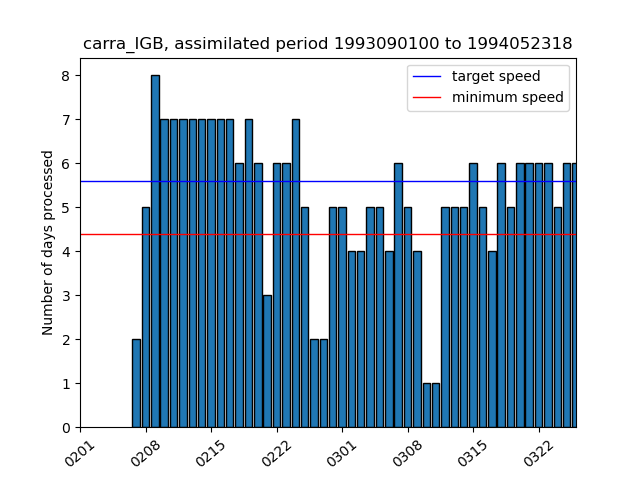 carra_IGB, assimilated period 1993090100 to 1994052318
target speed
minimum speed
Number of days processed
8
7
6
5
4
3
2
1
0
0201 0208 0215 0222 0301 0308 0315 0322